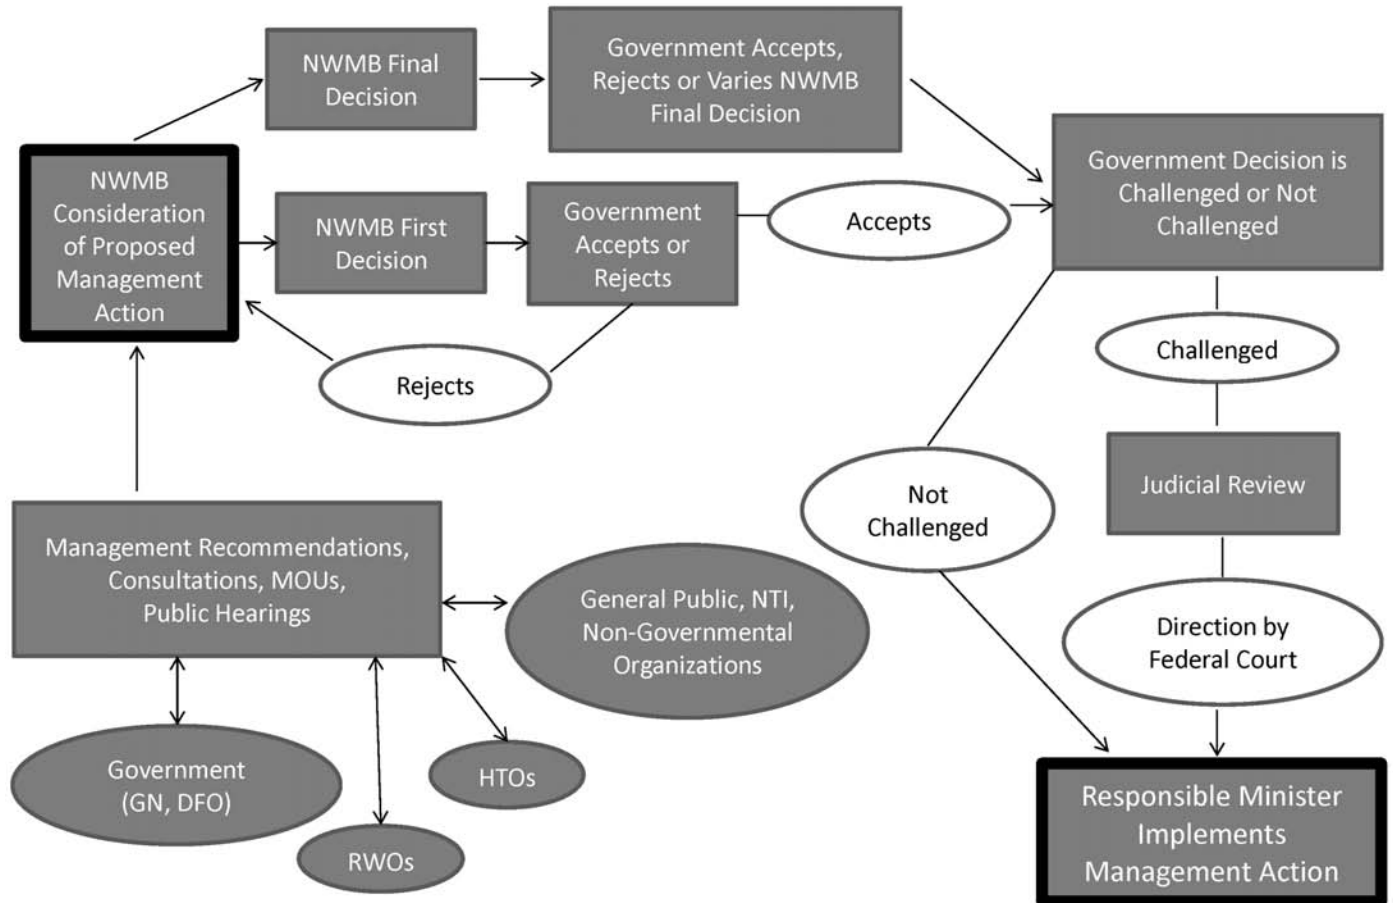 NWMB Final
Decision
Government Accepts,
Rejects or Varies NWMB
Final Decision
NWMB
Consideration
of Proposed
Management
Action
NWMB First
Decision
Government
Accepts or
Rejects
Accepts
Government Decision is
Challenged or Not
Challenged
Rejects
Challenged
Not
Challenged
Judicial Review
Management Recommendations,
Consultations, MOUs,
Public Hearings
General Public, NTI,
Non-Governmental
Organizations
Direction by
Federal Court
Government
(GN, DFO)
HTOs
RWOs
Responsible Minister
Implements
Management Action